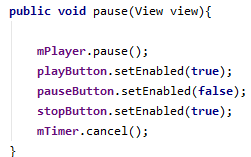 public void pause(View view){
mPlayer.pause();
playButton.setEnabled(true);
pauseButton.setEnabled(false);
stopButton.setEnabled(true);
mTimer.cancel();
}